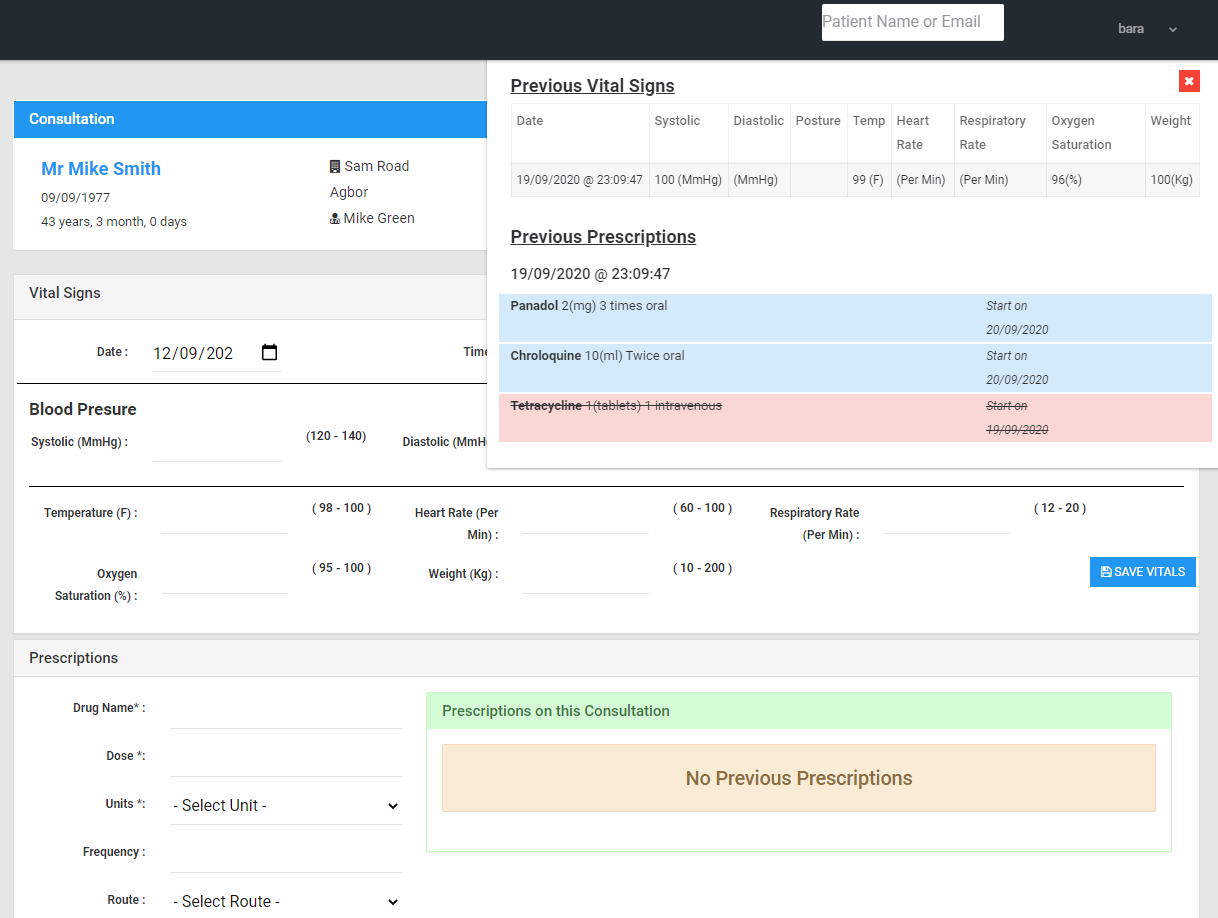 Patient Name or Email
bara
Consultation
Mr Mike Smith
09/09/1977
43 years, 3 month, 0 days
Sam Road
Agbor
Mike Green
Previous Vital Signs
Date Systolic Diastolic Posture Temp Heart Rate Respiratory Rate Oxygen Saturation Weight
19/09/2020 @ 23:09:47 100 (MmHg) (MmHg) 99 (F) (Per Min) (Per Min) 96(%) 100(Kg)
Previous Prescriptions
19/09/2020 @ 23:09:47
Panadol 2(mg) 3 times oral Start on
20/09/2020
Chroloquine 10(ml) Twice oral Start on
20/09/2020
Tetracycline 1(tablets) 1 intravenous Start on
19/09/2020
Vital Signs
Date : 12/09/202 Time
Blood Presure
Systolic (MmHg) : (120 - 140) Diastolic (MmH
Temperature (F) : ( 98 - 100 ) Heart Rate (Per Min) : ( 60 - 100 ) Respiratory Rate (Per Min) : ( 12 - 20 )
Oxygen Saturation (%) : ( 95 - 100 ) Weight (Kg) : ( 10 - 200 )
SAVE VITALS
Prescriptions
Drug Name* :
Dose *:
Units *: - Select Unit -
Frequency :
Route : - Select Route -
Prescriptions on this Consultation
No Previous Prescriptions